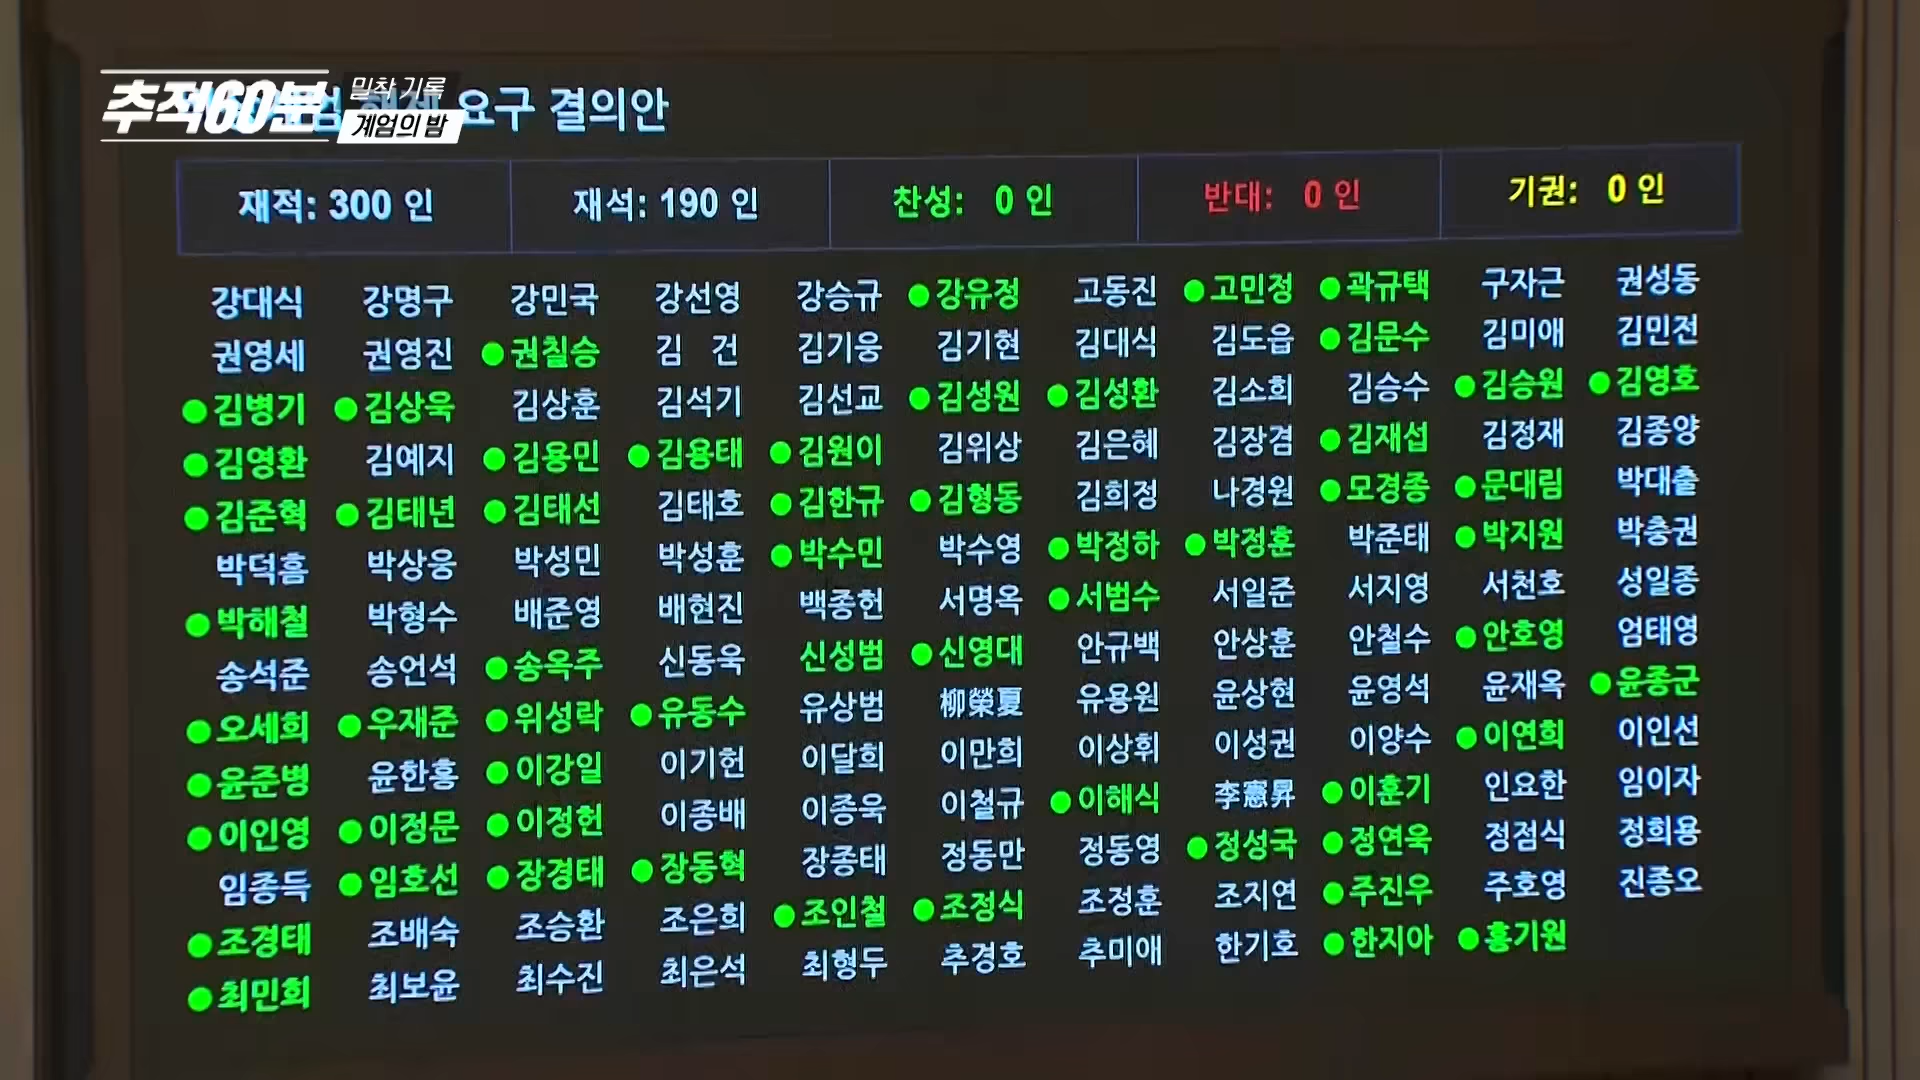 추적60분
밀착 기록
계엄의 밤
요구 결의안
재적: 300 인 재석: 190 인 찬성: 0 인 반대: 0 인 기권: 0 인
강대식 강명구 강민국 강선영 강승규 강유정 고동진 고민정 곽규택 구자근 권성동
권영세 권영진 권칠승 김 건 김기웅 김기현 김대식 김도읍 김문수 김미애 김민전
김병기 김상욱 김상훈 김석기 김선교 김성원 김성환 김소희 김승수 김승원 김영호
김영환 김예지 김용민 김용태 김원이 김위상 김은혜 김장겸 김재섭 김정재 김종양
김준혁 김태년 김태선 김태호 김한규 김형동 김희정 나경원 모경종 문대림 박대출
박덕흠 박상웅 박성민 박성훈 박수민 박수영 박정하 박정훈 박준태 박지원 박충권
박해철 박형수 배준영 배현진 백종헌 서명옥 서범수 서일준 서지영 서천호 성일종
송석준 송언석 송옥주 신동욱 신성범 신영대 안규백 안상훈 안철수 안호영 엄태영
오세희 우재준 위성락 유동수 유상범 柳榮夏 유용원 윤상현 윤영석 윤재옥 윤종군
윤준병 윤한홍 이강일 이기헌 이달희 이만희 이상휘 이성권 이양수 이연희 이인선
이인영 이정문 이정헌 이종배 이종욱 이철규 이해식 李憲昇 이훈기 인요한 임이자
임종득 임호선 장경태 장동혁 장종태 정동만 정동영 정성국 정연욱 정점식 정희용
조경태 조배숙 조승환 조은희 조인철 조정식 조정훈 조지연 주진우 주호영 진종오
최민희 최보윤 최수진 최은석 최형두 추경호 추미애 한기호 한지아 홍기원